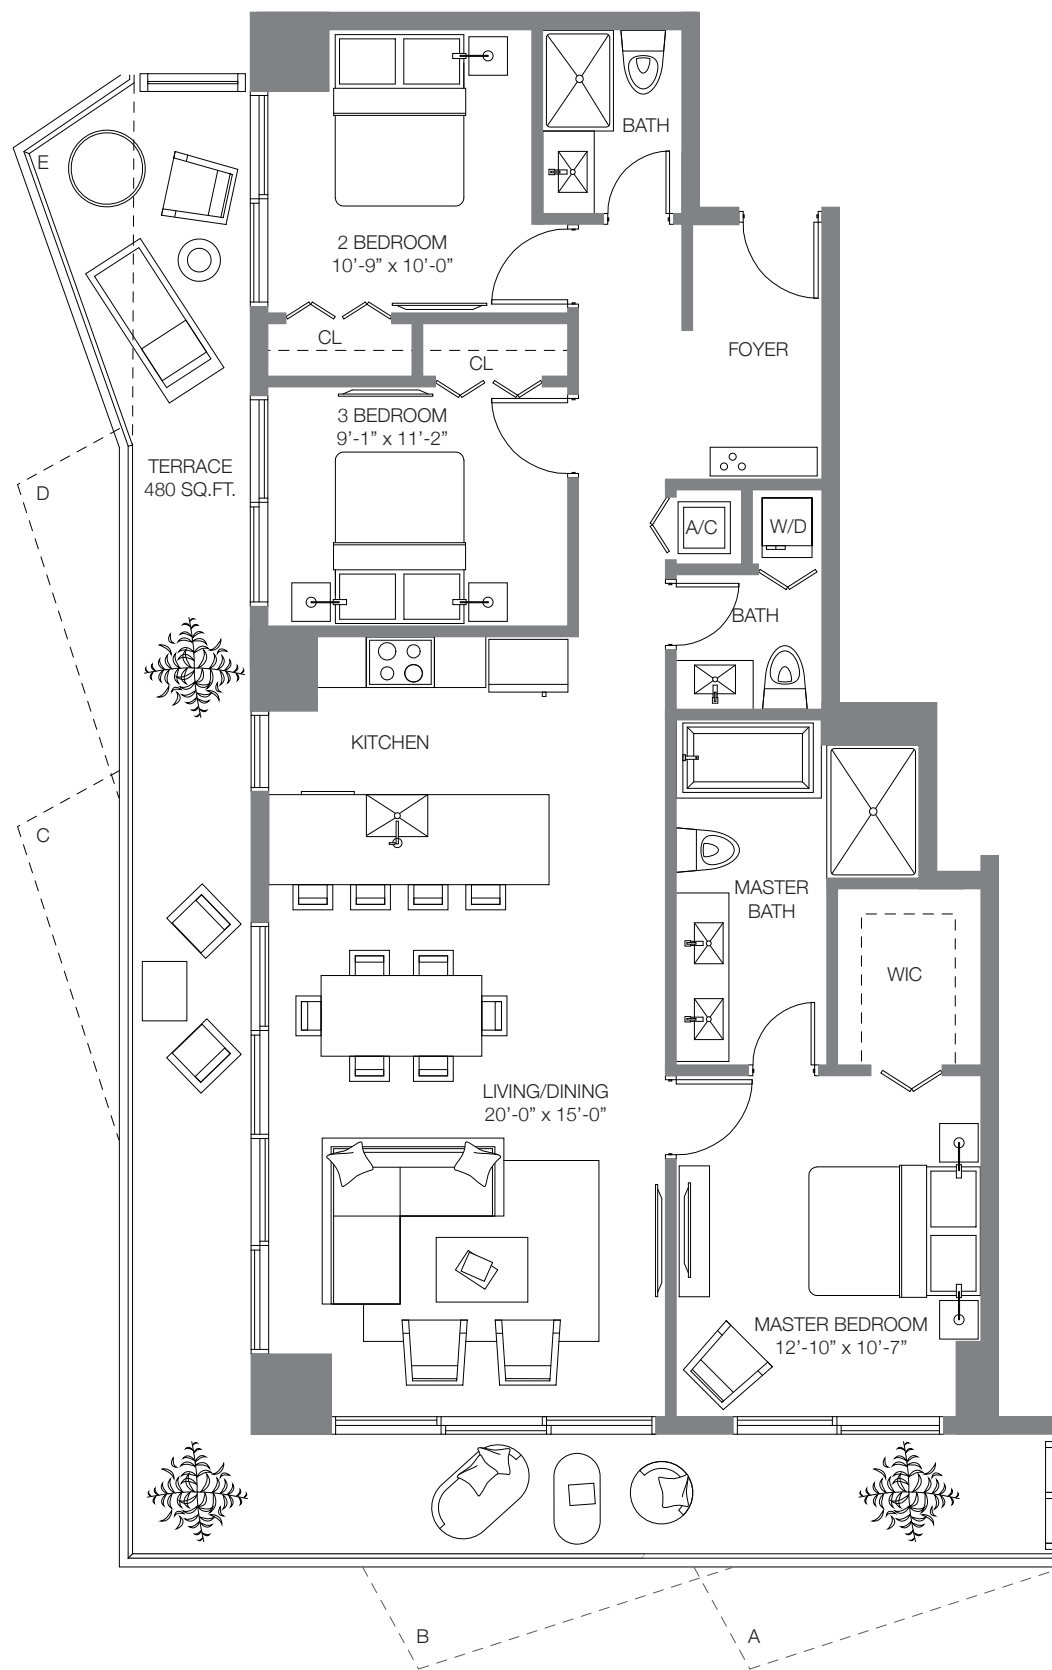 BATH
E
2 BEDROOM
10’-9” x 10’-0”
CL
FOYER
CL
3 BEDROOM
9’-1” x 11’-2”
TERRACE
480 SQ.FT.
D
A/C
W/D
BATH
KITCHEN
C
MASTER
BATH
WIC
LIVING/DINING
20’-0” x 15’-0”
MASTER BEDROOM
12’-10” x 10’-7”
B
A